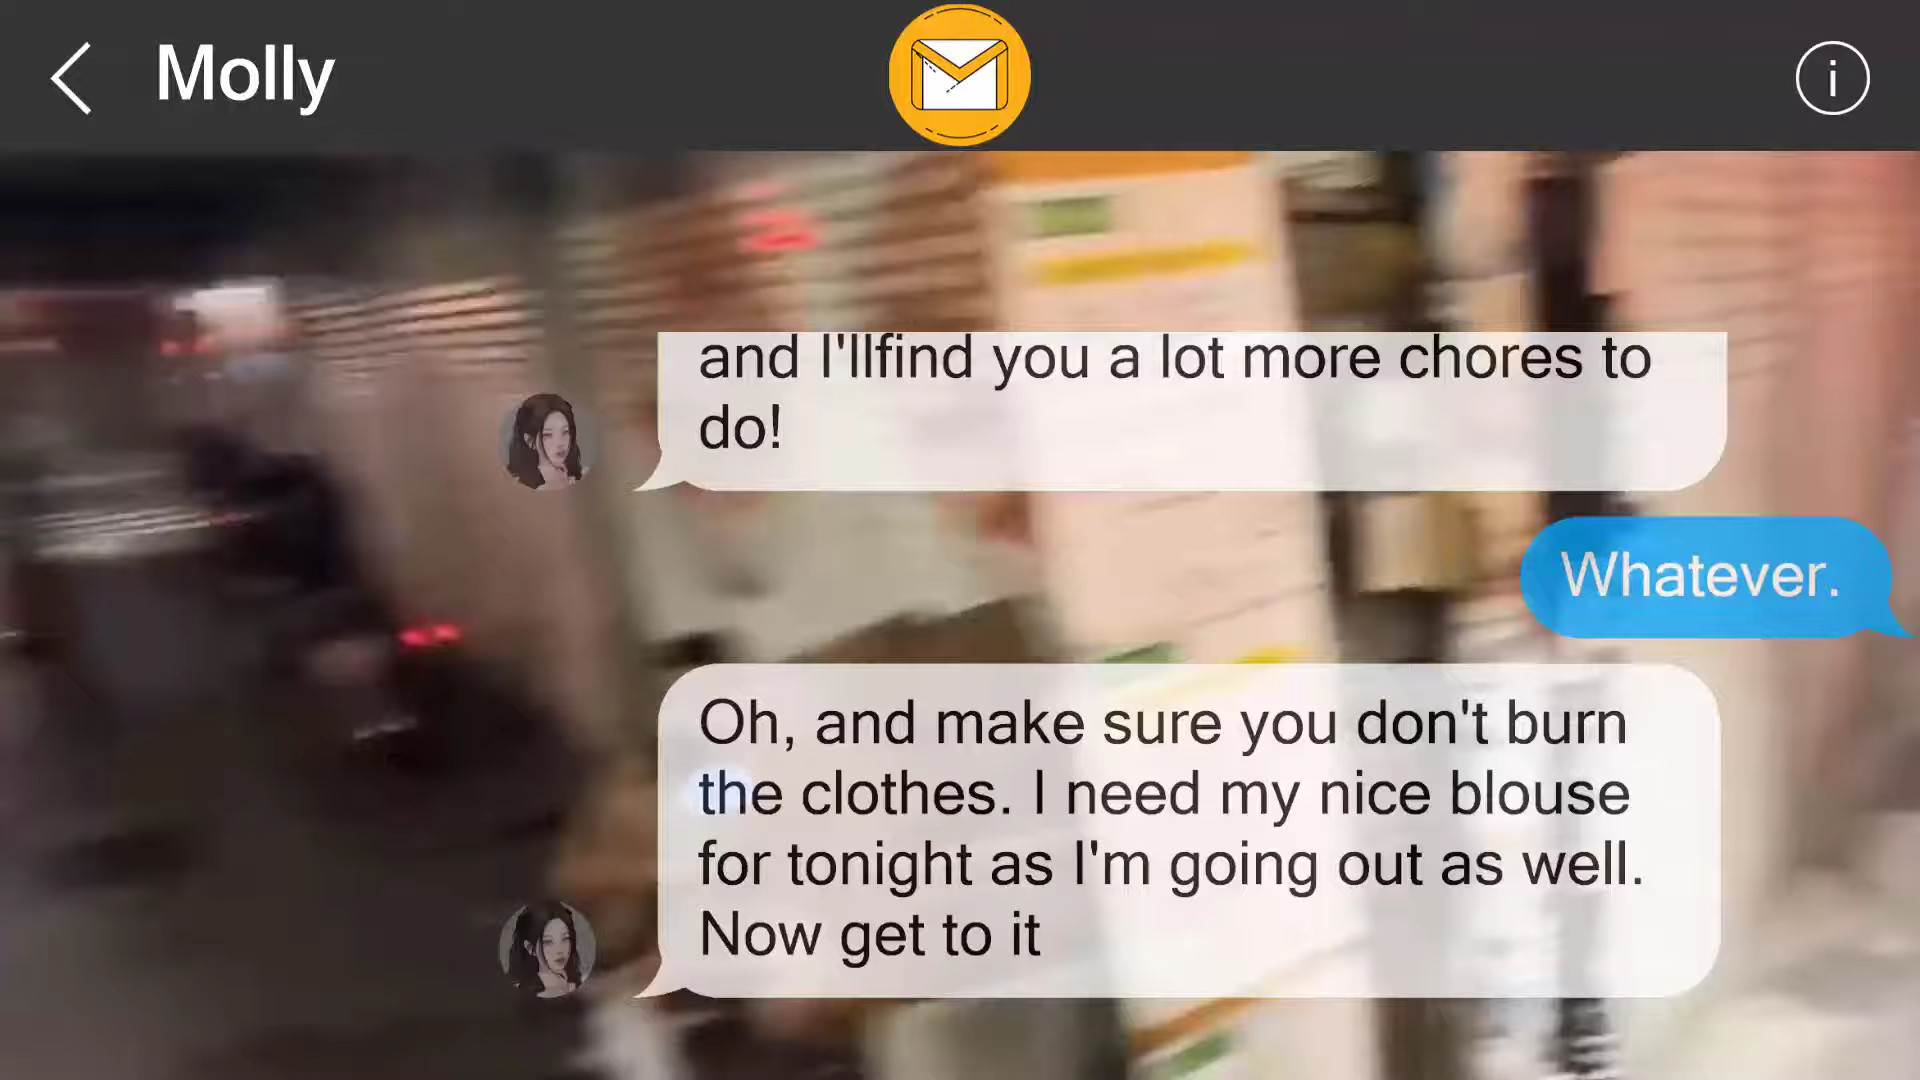 Molly
i
and I'llfind you a lot more chores to
do!
Whatever.
Oh, and make sure you don't burn
the clothes. I need my nice blouse
for tonight as I'm going out as well.
Now get to it